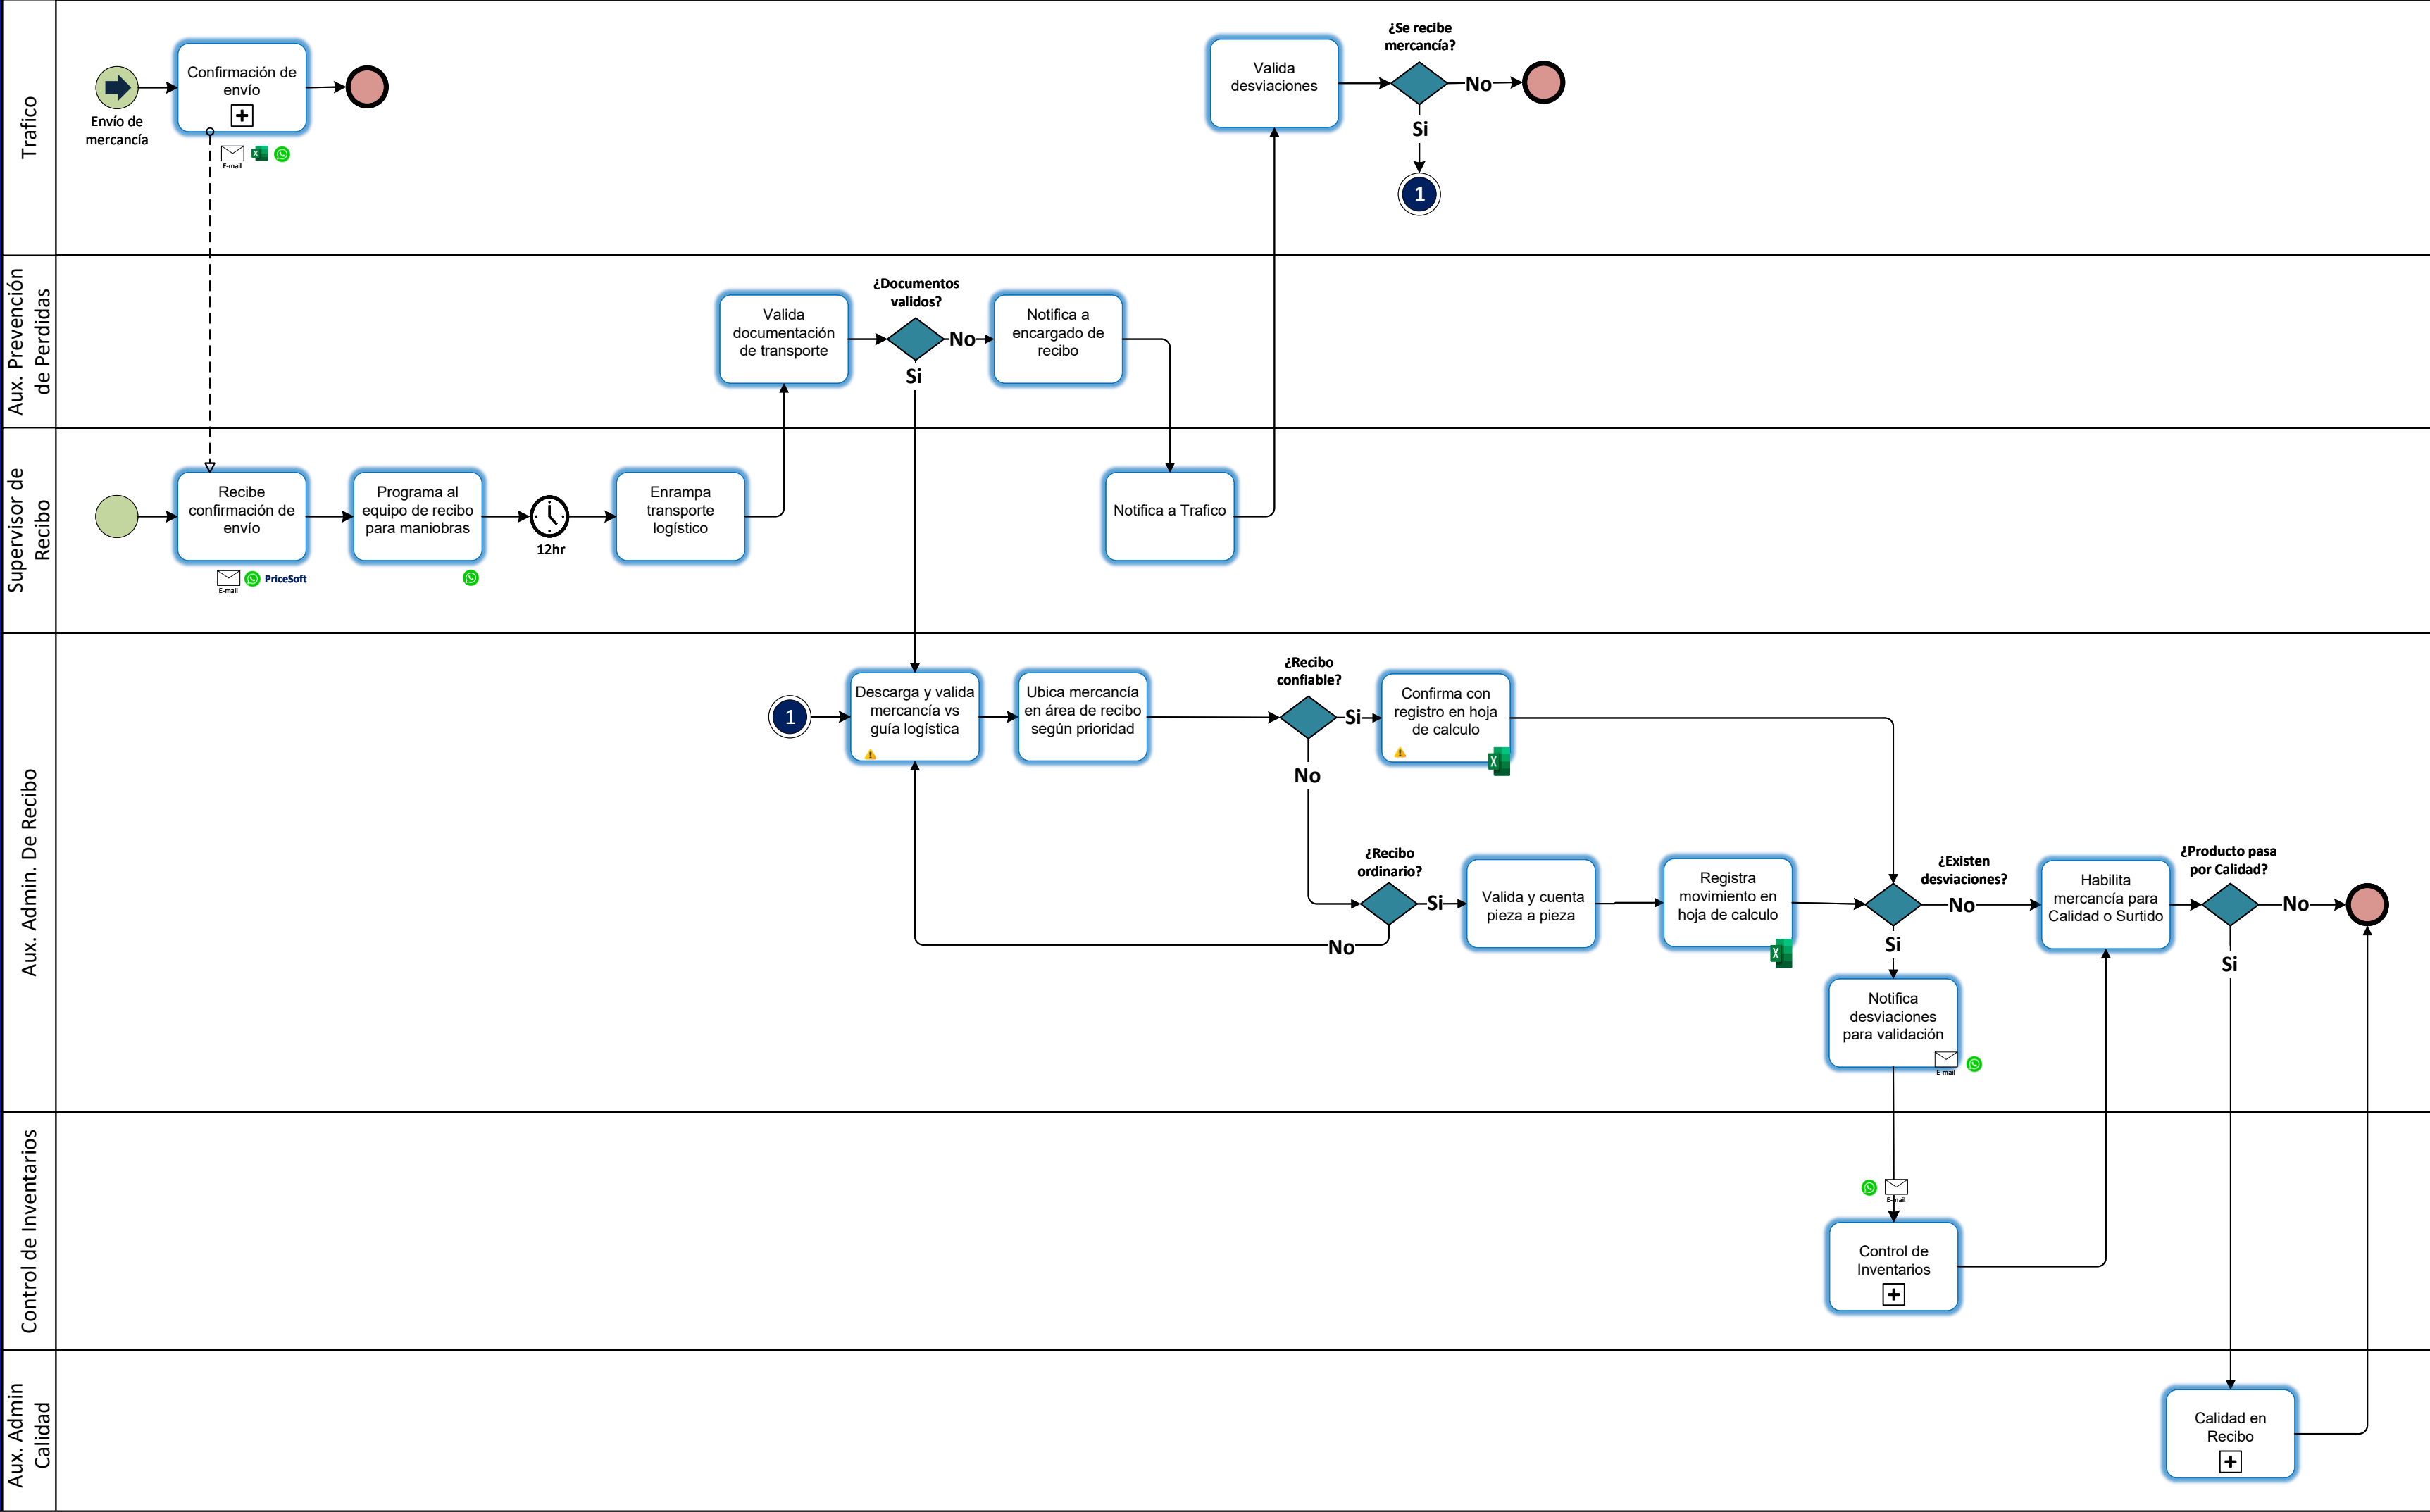 Trafico
Envío de
mercancía
Confirmación de
envío
E-mail
Valida
desviaciones
¿Se recibe
mercancía?
No
Si
1
Aux. Prevención
de Perdidas
Valida
documentación
de transporte
¿Documentos
validos?
No
Si
Notifica a
encargado de
recibo
Supervisor de
Recibo
Recibe
confirmación de
envío
E-mail
PriceSoft
Programa al
equipo de recibo
para maniobras
12hr
Enrampa
transporte
logístico
Notifica a Trafico
Aux. Admin. De Recibo
1
Descarga y valida
mercancía vs
guía logística
Ubica mercancía
en área de recibo
según prioridad
¿Recibo
confiable?
Si
No
Confirma con
registro en hoja
de calculo
¿Recibo
ordinario?
Si
No
Valida y cuenta
pieza a pieza
Registra
movimiento en
hoja de calculo
¿Existen
desviaciones?
No
Si
Habilita
mercancía para
Calidad o Surtido
¿Producto pasa
por Calidad?
No
Si
Notifica
desviaciones
para validación
E-mail
Control de Inventarios
E-mail
Control de
Inventarios
Aux. Admin
Calidad
Calidad en
Recibo